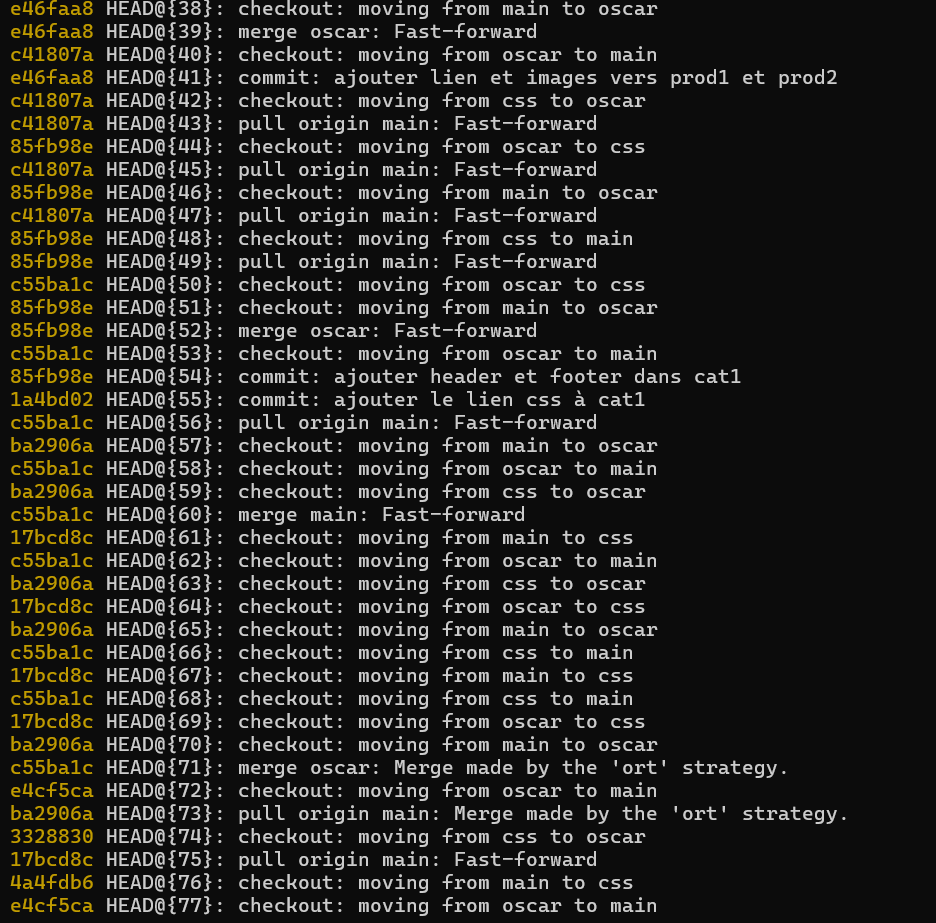 e46faa8 HEAD@{38}: checkout: moving from main to oscar
e46faa8 HEAD@{39}: merge oscar: Fast-forward
c41807a HEAD@{40}: checkout: moving from oscar to main
e46faa8 HEAD@{41}: commit: ajouter lien et images vers prod1 et prod2
c41807a HEAD@{42}: checkout: moving from css to oscar
c41807a HEAD@{43}: pull origin main: Fast-forward
85fb98e HEAD@{44}: checkout: moving from oscar to css
c41807a HEAD@{45}: pull origin main: Fast-forward
85fb98e HEAD@{46}: checkout: moving from main to oscar
c41807a HEAD@{47}: pull origin main: Fast-forward
85fb98e HEAD@{48}: checkout: moving from css to main
85fb98e HEAD@{49}: pull origin main: Fast-forward
c55ba1c HEAD@{50}: checkout: moving from oscar to css
85fb98e HEAD@{51}: checkout: moving from main to oscar
85fb98e HEAD@{52}: merge oscar: Fast-forward
c55ba1c HEAD@{53}: checkout: moving from oscar to main
85fb98e HEAD@{54}: commit: ajouter header et footer dans cat1
1a4bd02 HEAD@{55}: commit: ajouter le lien css à cat1
c55ba1c HEAD@{56}: pull origin main: Fast-forward
ba2906a HEAD@{57}: checkout: moving from main to oscar
c55ba1c HEAD@{58}: checkout: moving from oscar to main
ba2906a HEAD@{59}: checkout: moving from css to oscar
c55ba1c HEAD@{60}: merge main: Fast-forward
17bcd8c HEAD@{61}: checkout: moving from main to css
c55ba1c HEAD@{62}: checkout: moving from oscar to main
ba2906a HEAD@{63}: checkout: moving from css to oscar
17bcd8c HEAD@{64}: checkout: moving from oscar to css
ba2906a HEAD@{65}: checkout: moving from main to oscar
c55ba1c HEAD@{66}: checkout: moving from css to main
17bcd8c HEAD@{67}: checkout: moving from main to css
c55ba1c HEAD@{68}: checkout: moving from css to main
17bcd8c HEAD@{69}: checkout: moving from oscar to css
ba2906a HEAD@{70}: checkout: moving from main to oscar
c55ba1c HEAD@{71}: merge oscar: Merge made by the 'ort' strategy.
e4cf5ca HEAD@{72}: checkout: moving from oscar to main
ba2906a HEAD@{73}: pull origin main: Merge made by the 'ort' strategy.
3328830 HEAD@{74}: checkout: moving from css to oscar
17bcd8c HEAD@{75}: pull origin main: Fast-forward
4a4fdb6 HEAD@{76}: checkout: moving from main to css
e4cf5ca HEAD@{77}: checkout: moving from oscar to main